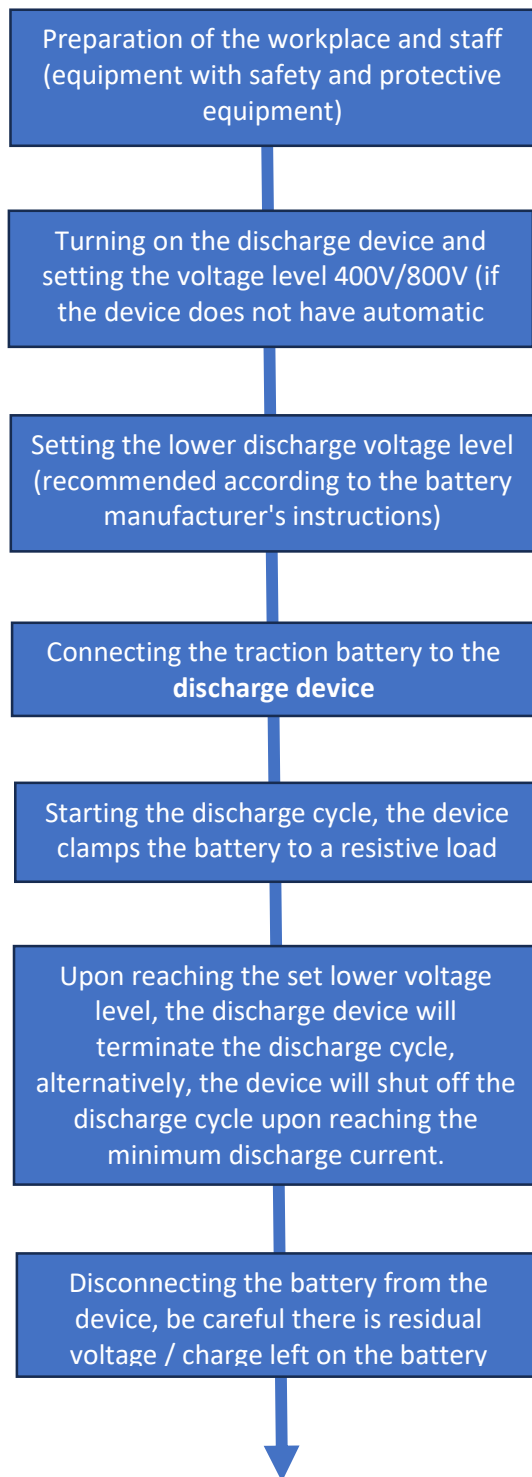 Preparation of the workplace and staff
(equipment with safety and protective
equipment)
Turning on the discharge device and
setting the voltage level 400V/800V (if
the device does not have automatic
Setting the lower discharge voltage level
(recommended according to the battery
manufacturer's instructions)
Connecting the traction battery to the
discharge device
Starting the discharge cycle, the device
clamps the battery to a resistive load
Upon reaching the set lower voltage
level, the discharge device will
terminate the discharge cycle,
alternatively, the device will shut off the
discharge cycle upon reaching the
minimum discharge current.
Disconnecting the battery from the
device, be careful there is residual
voltage / charge left on the battery